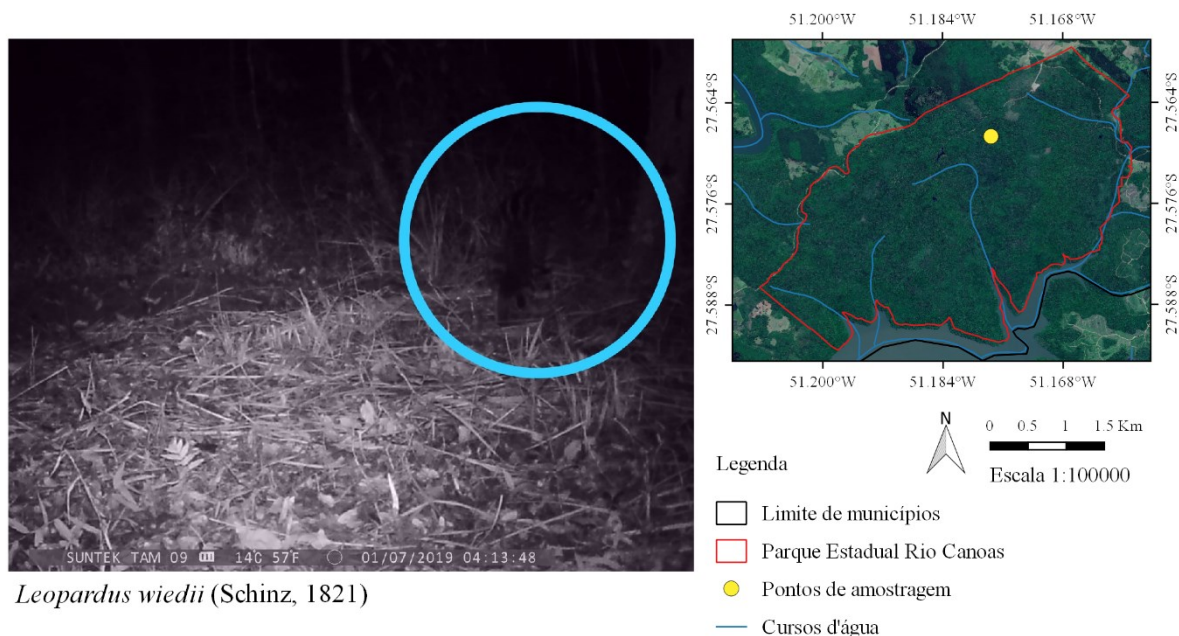 SUNTEK TAM 09 14C 57F 01/07/2019 04:13:48
Leopardus wiedii (Schinz, 1821)
51.200°W 51.184°W 51.168°W
27.564°S 27.564°S
27.576°S 27.576°S
27.588°S 27.588°S
51.200°W 51.184°W 51.168°W
N
0 0.5 1 1.5 Km
Escala 1:100000
Legenda
Limite de municípios
Parque Estadual Rio Canoas
Pontos de amostragem
Cursos d'água